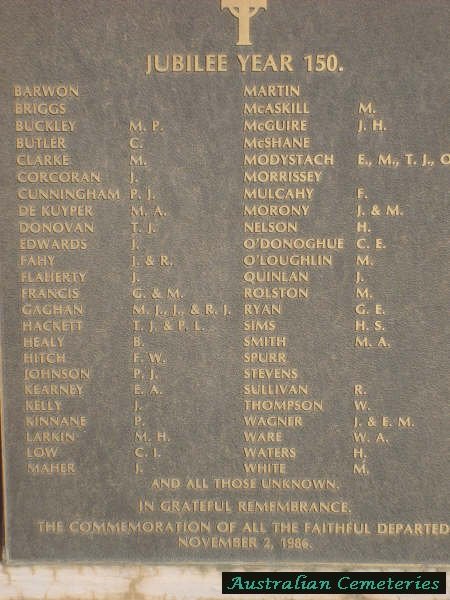 JUBILEE YEAR 150.
BARWON
BRIGGS
BUCKLEY M. P.
BUTLER C.
CLARKE M.
CORCORAN J.
CUNNINGHAM P. J.
DE KUYPER M. A.
DONOVAN T. J.
EDWARDS J.
FAHY J. & R.
FLAHERTY J.
FRANCIS G. & M.
GAGHAN M. J., J., & R. J.
HACKETT T. J. & P. L.
HEALY B.
HITCH F. W.
JOHNSON P. J.
KEARNEY E. A.
KELLY J.
KINNANE P.
LARKIN M. H.
LOW C. I.
MAHER J.
MARTIN
McASKILL M.
McGUIRE J. H.
McSHANE
MODYSTACH E., M., T. J., O
MORRISSEY
MULCAHY F.
MORONY J. & M.
NELSON H.
O'DONOGHUE C. E.
O'LOUGHLIN M.
QUINLAN J.
ROLSTON M.
RYAN G. E.
SIMS H. S.
SMITH M. A.
SPURR
STEVENS
SULLIVAN R.
THOMPSON W.
WAGNER J. & E. M.
WARE W. A.
WATERS H.
WHITE M.
AND ALL THOSE UNKNOWN.
IN GRATEFUL REMEMBRANCE.
THE COMMEMORATION OF ALL THE FAITHFUL DEPARTED
NOVEMBER 2, 1986.
Australian Cemeteries